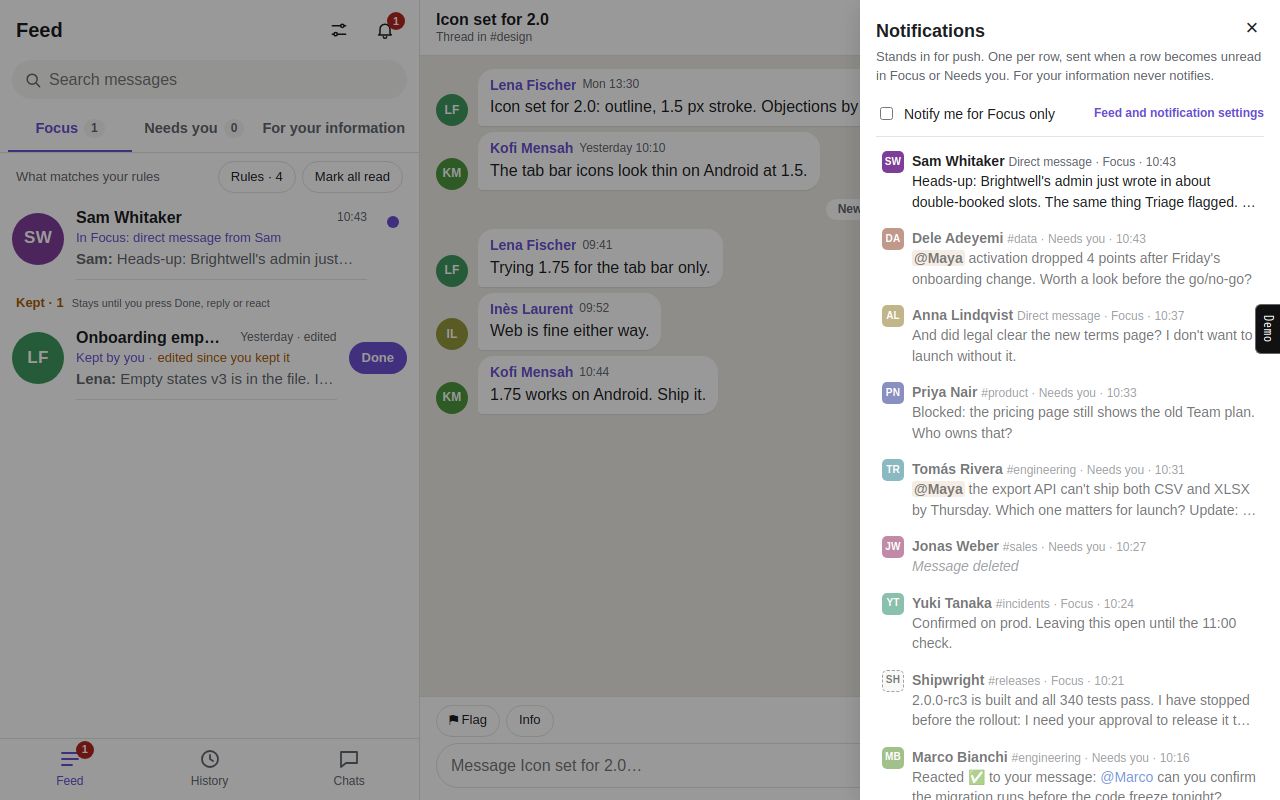 Feed
1
Search messages
Focus 1
Needs you 0
For your information
What matches your rules
Rules · 4
Mark all read
SW
Sam Whitaker
10:43
In Focus: direct message from Sam
Sam: Heads-up: Brightwell's admin just…
Kept · 1 Stays until you press Done, reply or react
LF
Onboarding emp…
Yesterday · edited
Kept by you · edited since you kept it
Lena: Empty states v3 is in the file. I…
Done
1
Feed
History
Chats
Icon set for 2.0
Thread in #design
LF
Lena Fischer Mon 13:30
Icon set for 2.0: outline, 1.5 px stroke. Objections by
KM
Kofi Mensah Yesterday 10:10
The tab bar icons look thin on Android at 1.5.
New
LF
Lena Fischer 09:41
Trying 1.75 for the tab bar only.
IL
Inès Laurent 09:52
Web is fine either way.
KM
Kofi Mensah 10:44
1.75 works on Android. Ship it.
Flag
Info
Message Icon set for 2.0…
Notifications
Stands in for push. One per row, sent when a row becomes unread
in Focus or Needs you. For your information never notifies.
Notify me for Focus only
Feed and notification settings
SW
Sam Whitaker Direct message · Focus · 10:43
Heads-up: Brightwell's admin just wrote in about
double-booked slots. The same thing Triage flagged. …
DA
Dele Adeyemi #data · Needs you · 10:43
@Maya activation dropped 4 points after Friday's
onboarding change. Worth a look before the go/no-go?
AL
Anna Lindqvist Direct message · Focus · 10:37
And did legal clear the new terms page? I don't want to
launch without it.
PN
Priya Nair #product · Needs you · 10:33
Blocked: the pricing page still shows the old Team plan.
Who owns that?
TR
Tomás Rivera #engineering · Needs you · 10:31
@Maya the export API can't ship both CSV and XLSX
by Thursday. Which one matters for launch? Update: …
JW
Jonas Weber #sales · Needs you · 10:27
Message deleted
YT
Yuki Tanaka #incidents · Focus · 10:24
Confirmed on prod. Leaving this open until the 11:00
check.
SH
Shipwright #releases · Focus · 10:21
2.0.0-rc3 is built and all 340 tests pass. I have stopped
before the rollout: I need your approval to release it t…
MB
Marco Bianchi #engineering · Needs you · 10:16
Reacted ✅ to your message: @Marco can you confirm
the migration runs before the code freeze tonight?
Demo